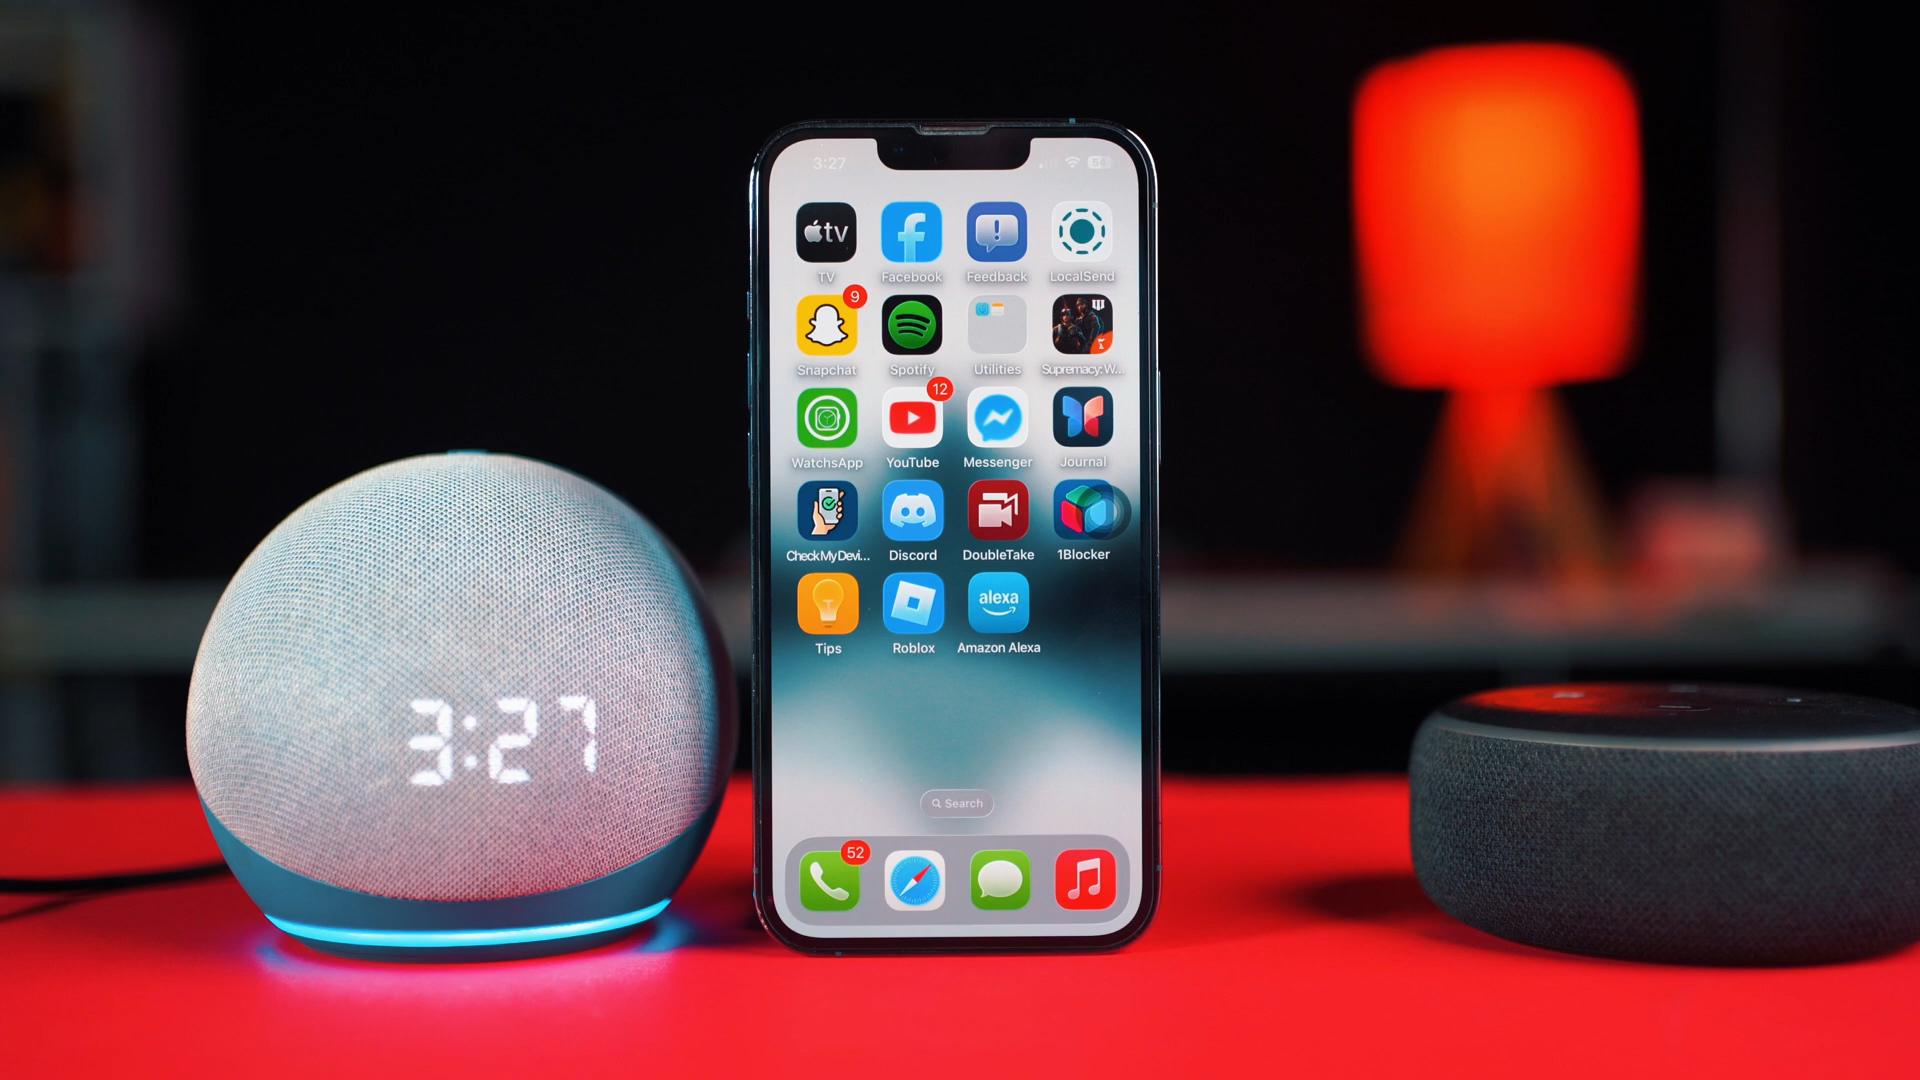 3:27
tv
TV
Facebook
Feedback
LocalSend
9
Snapchat
Spotify
Utilities
Supremacy: W...
12
WatchsApp
YouTube
Messenger
Journal
CheckMyDevi...
Discord
DoubleTake
1Blocker
alexa
Tips
Roblox
Amazon Alexa
3:27
Search
52